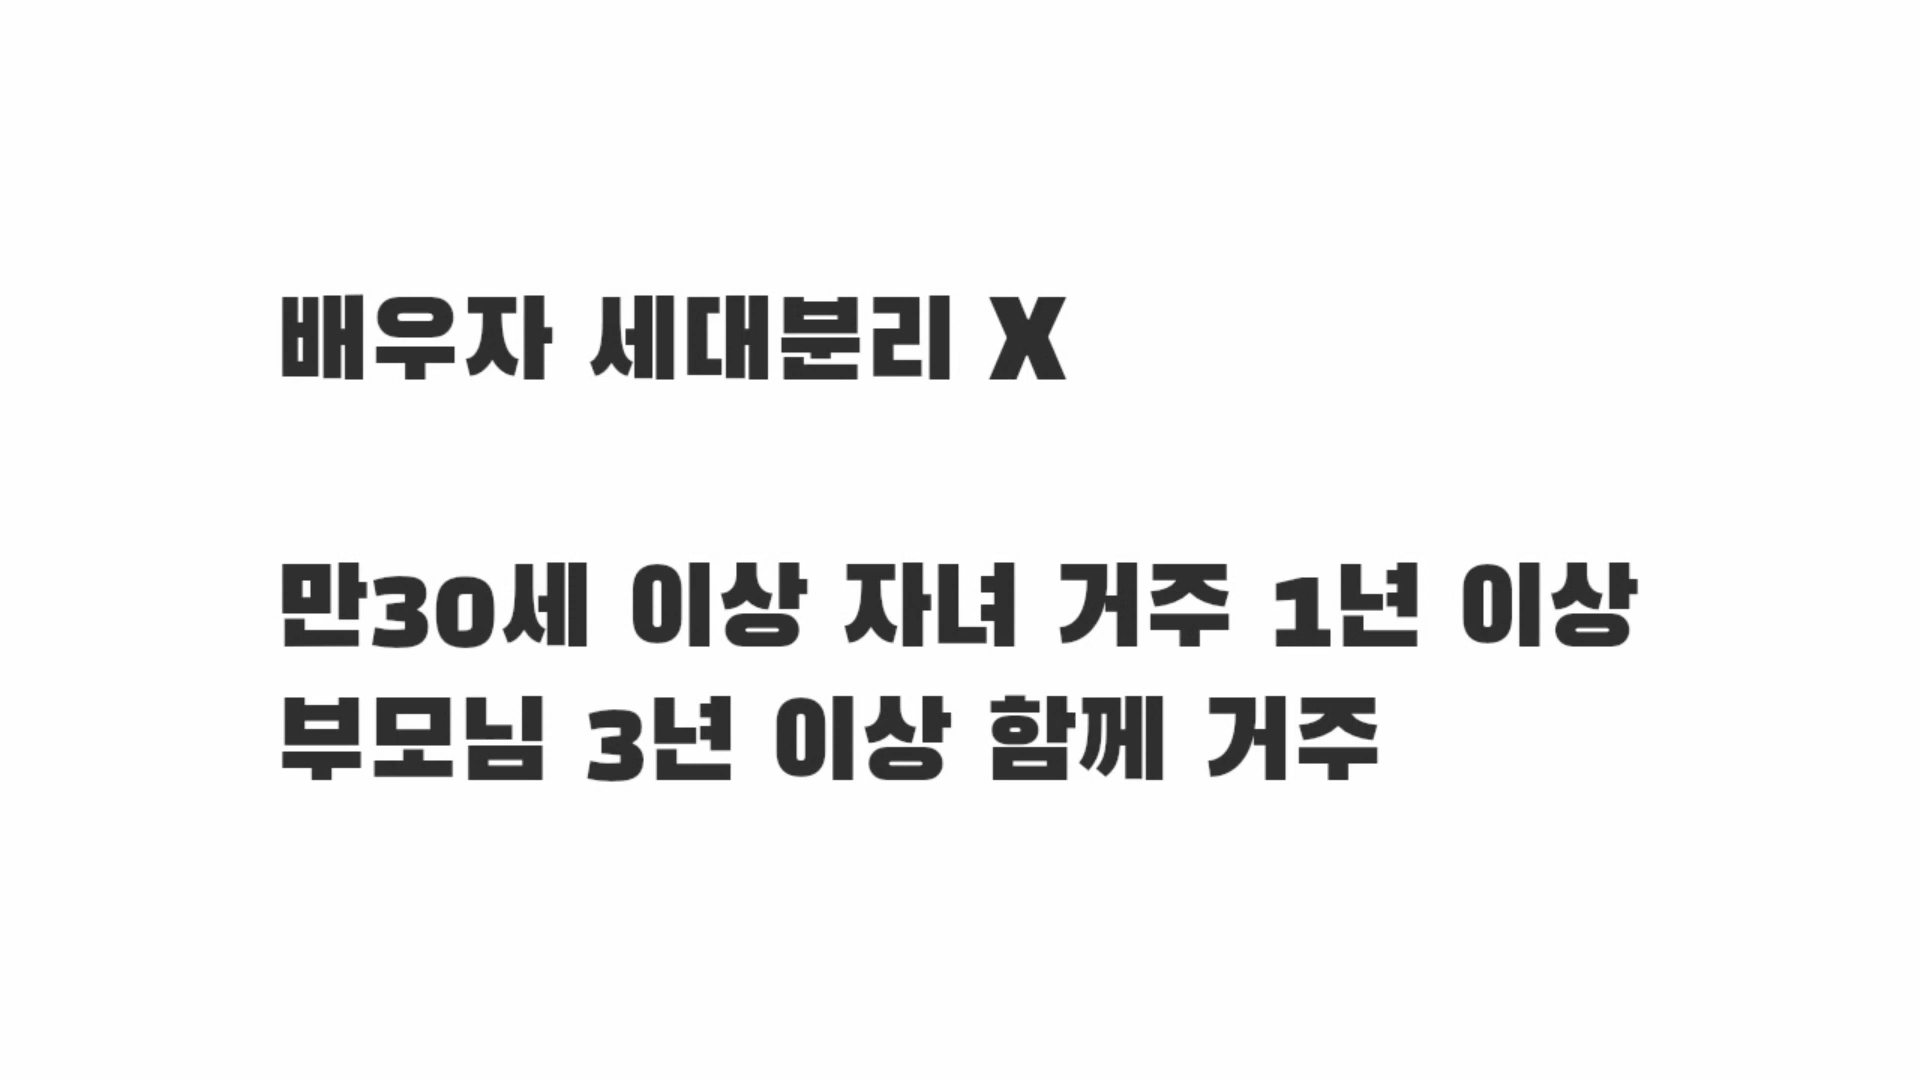 배우자 세대분리 X
만30세 이상 자녀 거주 1년 이상
부모님 3년 이상 함께 거주